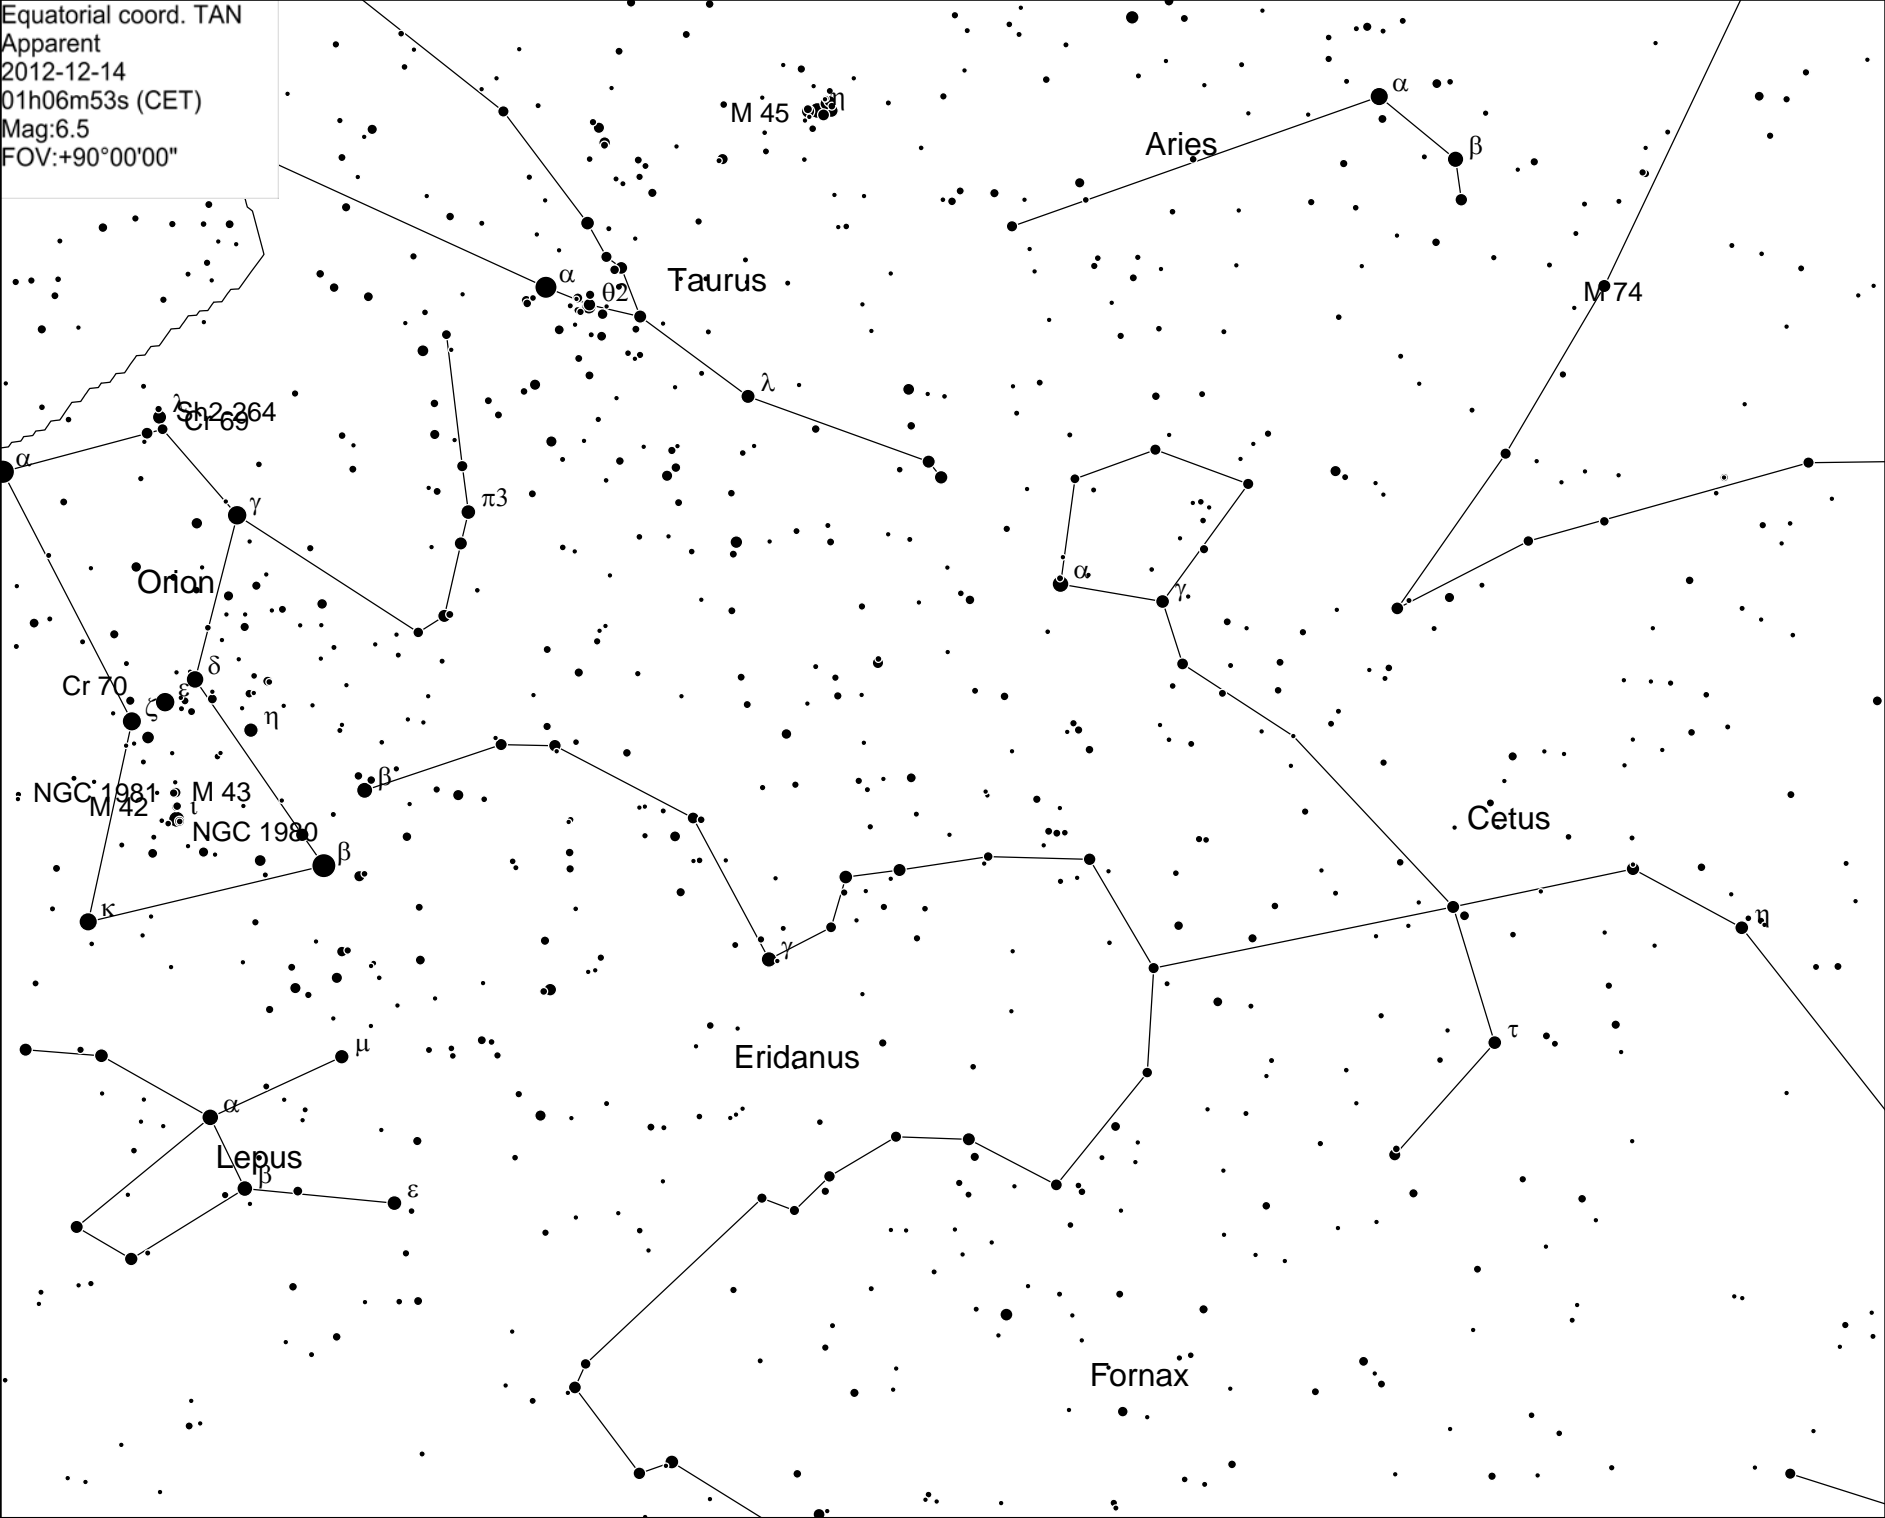 Equatorial coord. TAN
Apparent
2012-12-14
01h06m53s (CET)
Mag:6.5
FOV:+90°00'00"
α
η
M 45
Aries
β
α
θ2
Taurus
M 74
λ
λ
Sh2-264
Cr 69
α
γ
π3
Orion
α
γ
δ
Cr 70
ε
ζ
η
β
NGC 1981
M 43
M 42
ι
NGC 1980
Cetus
β
κ
η
γ
τ
μ
Eridanus
α
Lepus
β
ε
Fornax